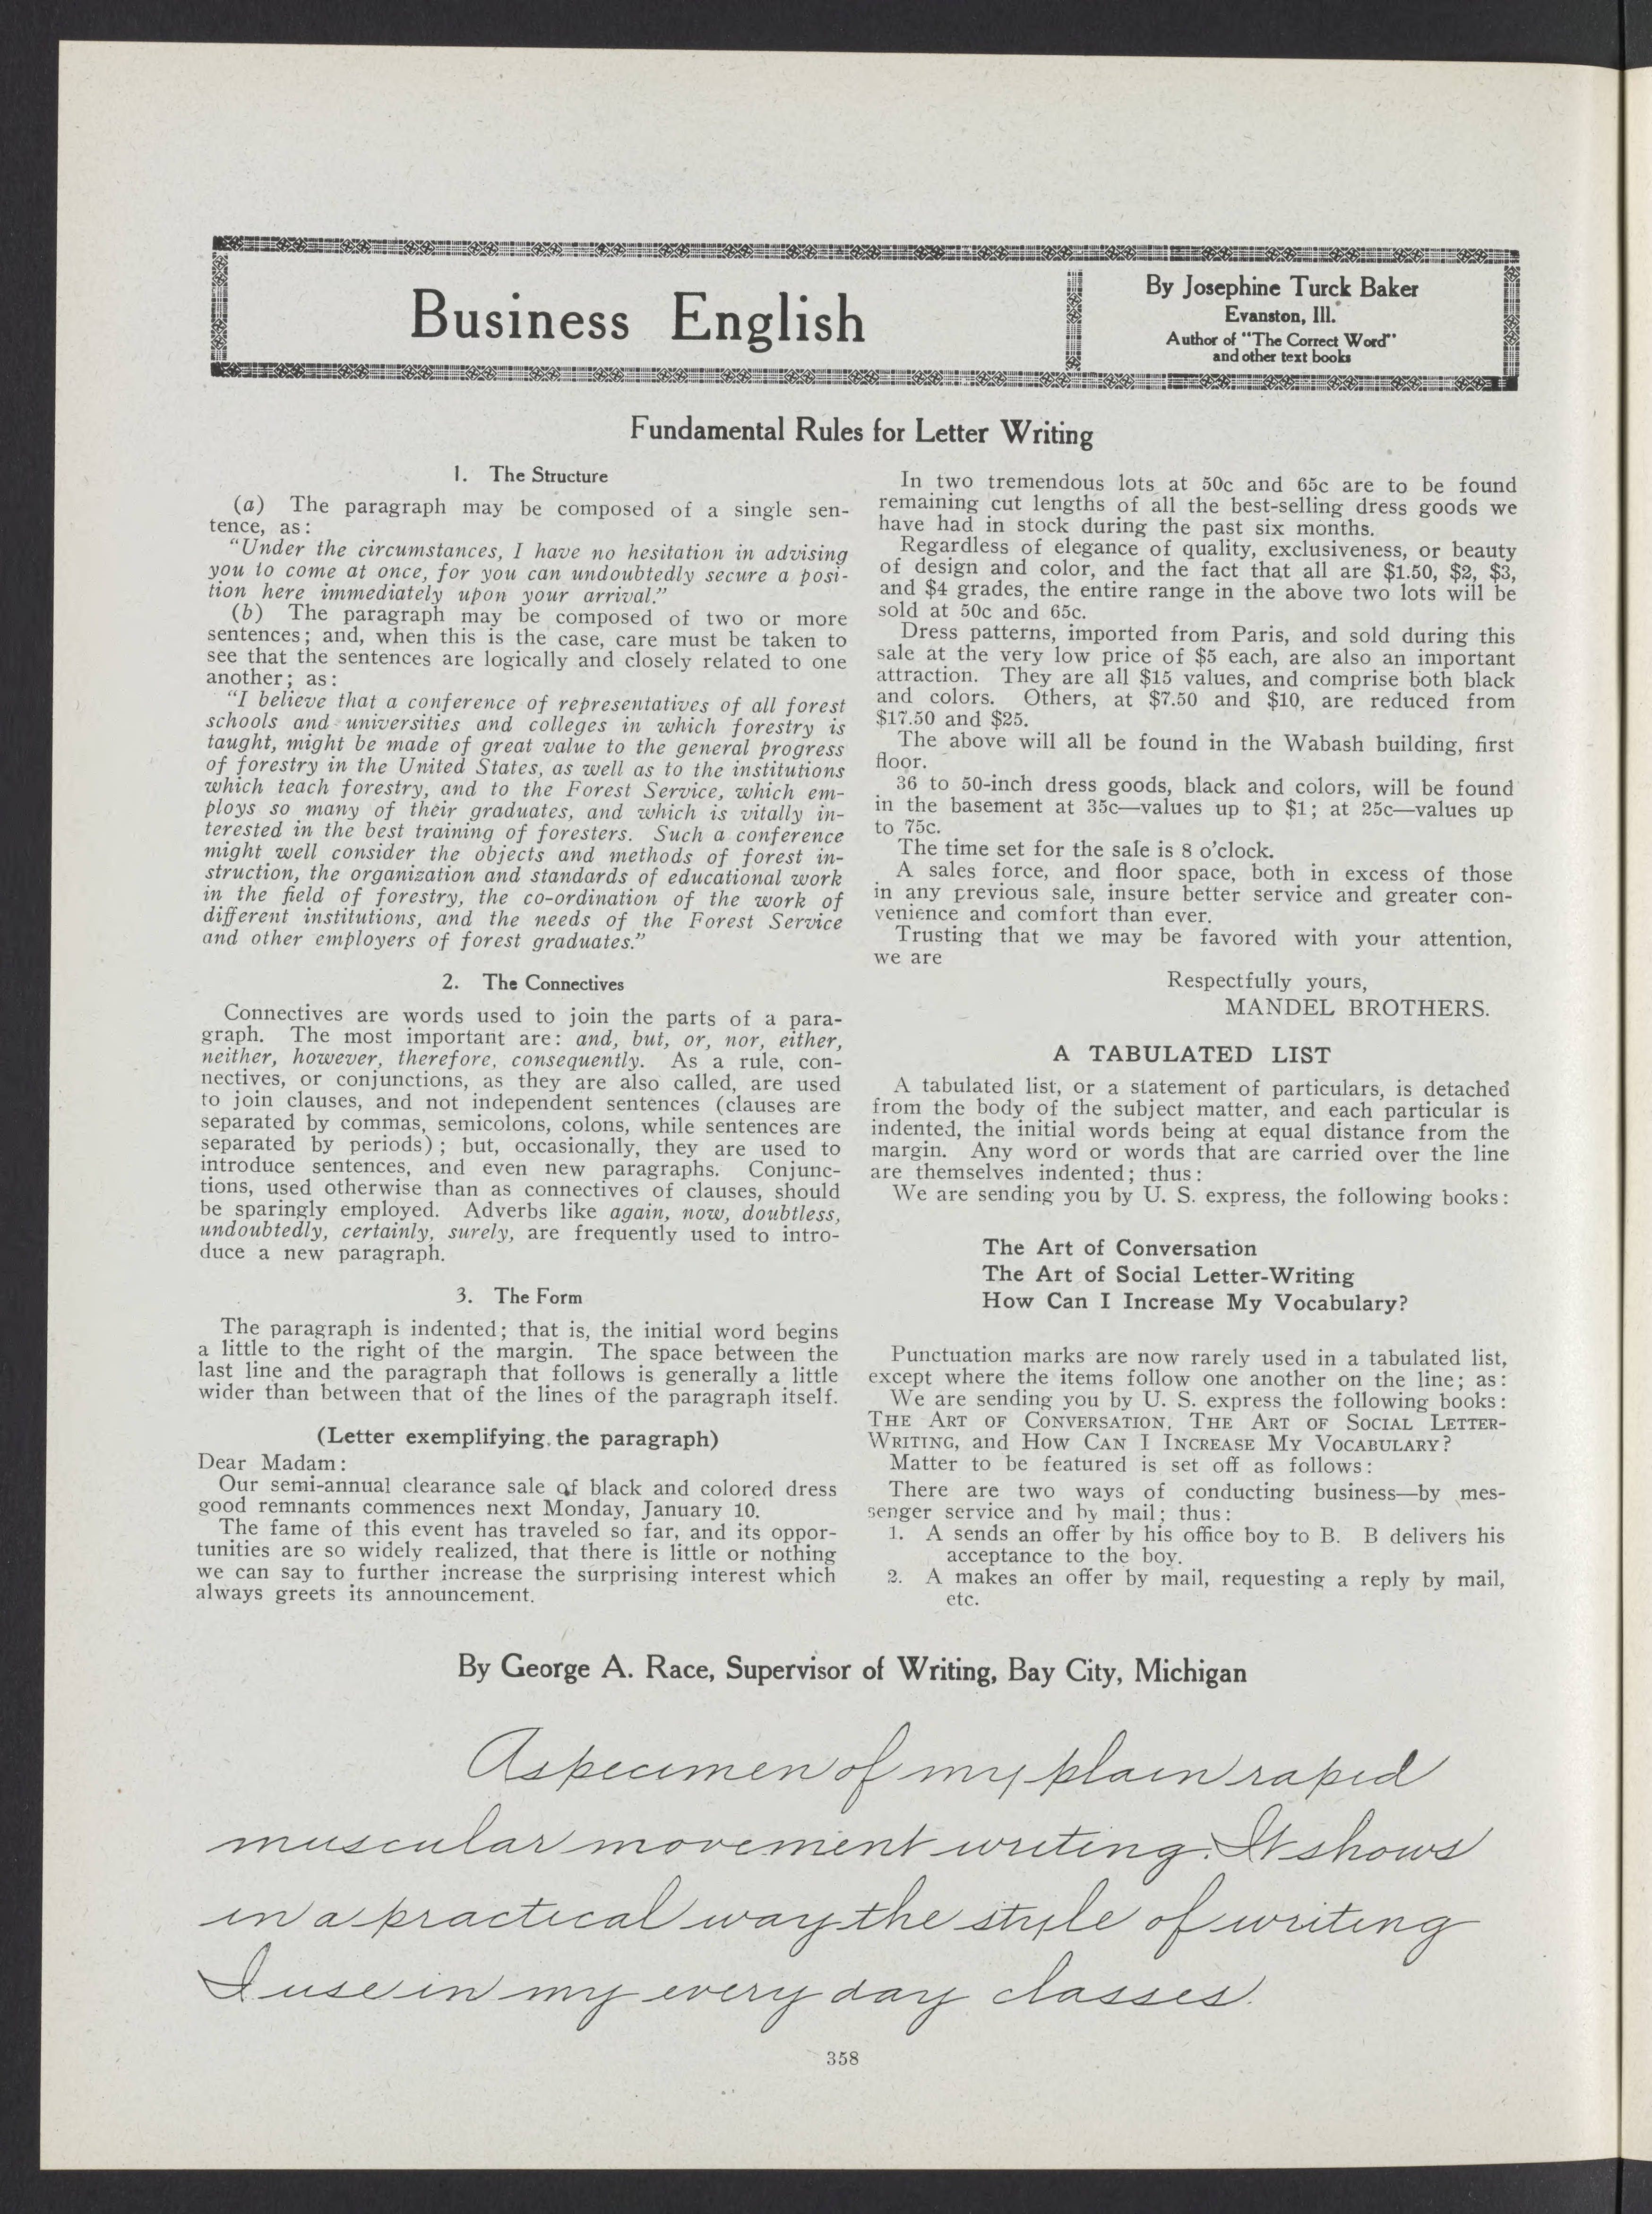 Business English
By Josephine Turck Baker
Evanston, Ill.
Author of "The Correct Word"
and other text books
Fundamental Rules for Letter Writing
1. The Structure
(a) The paragraph may be composed of a single sen-
tence, as:
"Under the circumstances, I have no hesitation in advising
you to come at once, for you can undoubtedly secure a posi-
tion here immediately upon your arrival."
(b) The paragraph may be composed of two or more
sentences; and, when this is the case, care must be taken to
see that the sentences are logically and closely related to one
another; as:
"I believe that a conference of representatives of all forest
schools and universities and colleges in which forestry is
taught, might be made of great value to the general progress
of forestry in the United States, as well as to the institutions
which teach forestry, and to the Forest Service, which em-
ploys so many of their graduates, and which is vitally in-
terested in the best training of foresters. Such a conference
might well consider the objects and methods of forest in-
struction, the organization and standards of educational work
in the field of forestry, the co-ordination of the work of
different institutions, and the needs of the Forest Service
and other employers of forest graduates."
2. The Connectives
Connectives are words used to join the parts of a para-
graph. The most important are: and, but, or, nor, either,
neither, however, therefore, consequently. As a rule, con-
nectives, or conjunctions, as they are also called, are used
to join clauses, and not independent sentences (clauses are
separated by commas, semicolons, colons, while sentences are
separated by periods); but, occasionally, they are used to
introduce sentences, and even new paragraphs. Conjunc-
tions, used otherwise than as connectives of clauses, should
be sparingly employed. Adverbs like again, now, doubtless,
undoubtedly, certainly, surely, are frequently used to intro-
duce a new paragraph.
3. The Form
The paragraph is indented; that is, the initial word begins
a little to the right of the margin. The space between the
last line and the paragraph that follows is generally a little
wider than between that of the lines of the paragraph itself.
(Letter exemplifying the paragraph)
Dear Madam:
Our semi-annual clearance sale of black and colored dress
good remnants commences next Monday, January 10.
The fame of this event has traveled so far, and its oppor-
tunities are so widely realized, that there is little or nothing
we can say to further increase the surprising interest which
always greets its announcement.
In two tremendous lots at 50c and 65c are to be found
remaining cut lengths of all the best-selling dress goods we
have had in stock during the past six months.
Regardless of elegance of quality, exclusiveness, or beauty
of design and color, and the fact that all are $1.50, $2, $3,
and $4 grades, the entire range in the above two lots will be
sold at 50c and 65c.
Dress patterns, imported from Paris, and sold during this
sale at the very low price of $5 each, are also an important
attraction. They are all $15 values, and comprise both black
and colors. Others, at $7.50 and $10, are reduced from
$17.50 and $25.
The above will all be found in the Wabash building, first
floor.
36 to 50-inch dress goods, black and colors, will be found
in the basement at 35c—values up to $1; at 25c—values up
to 75c.
The time set for the sale is 8 o'clock.
A sales force, and floor space, both in excess of those
in any previous sale, insure better service and greater con-
venience and comfort than ever.
Trusting that we may be favored with your attention,
we are
Respectfully yours,
MANDEL BROTHERS.
A TABULATED LIST
A tabulated list, or a statement of particulars, is detached
from the body of the subject matter, and each particular is
indented, the initial words being at equal distance from the
margin. Any word or words that are carried over the line
are themselves indented; thus:
We are sending you by U. S. express, the following books:
The Art of Conversation
The Art of Social Letter-Writing
How Can I Increase My Vocabulary?
Punctuation marks are now rarely used in a tabulated list,
except where the items follow one another on the line; as:
We are sending you by U. S. express the following books:
THE ART OF CONVERSATION, THE ART OF SOCIAL LETTER-
WRITING, and HOW CAN I INCREASE MY VOCABULARY?
Matter to be featured is set off as follows:
There are two ways of conducting business—by mes-
senger service and by mail; thus:
1. A sends an offer by his office boy to B. B delivers his
acceptance to the boy.
2. A makes an offer by mail, requesting a reply by mail,
etc.
By George A. Race, Supervisor of Writing, Bay City, Michigan
A specimen of my plain rapid
muscular movement writing. It shows
in a practical way the style of writing
I use in my every day classes.
358